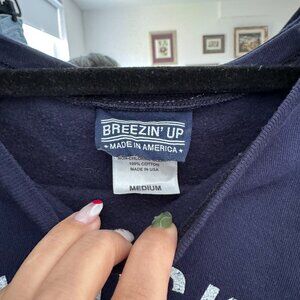 BREEZIN' UP
MADE IN AMERICA
100% COTTON
MADE IN USA
MEDIUM